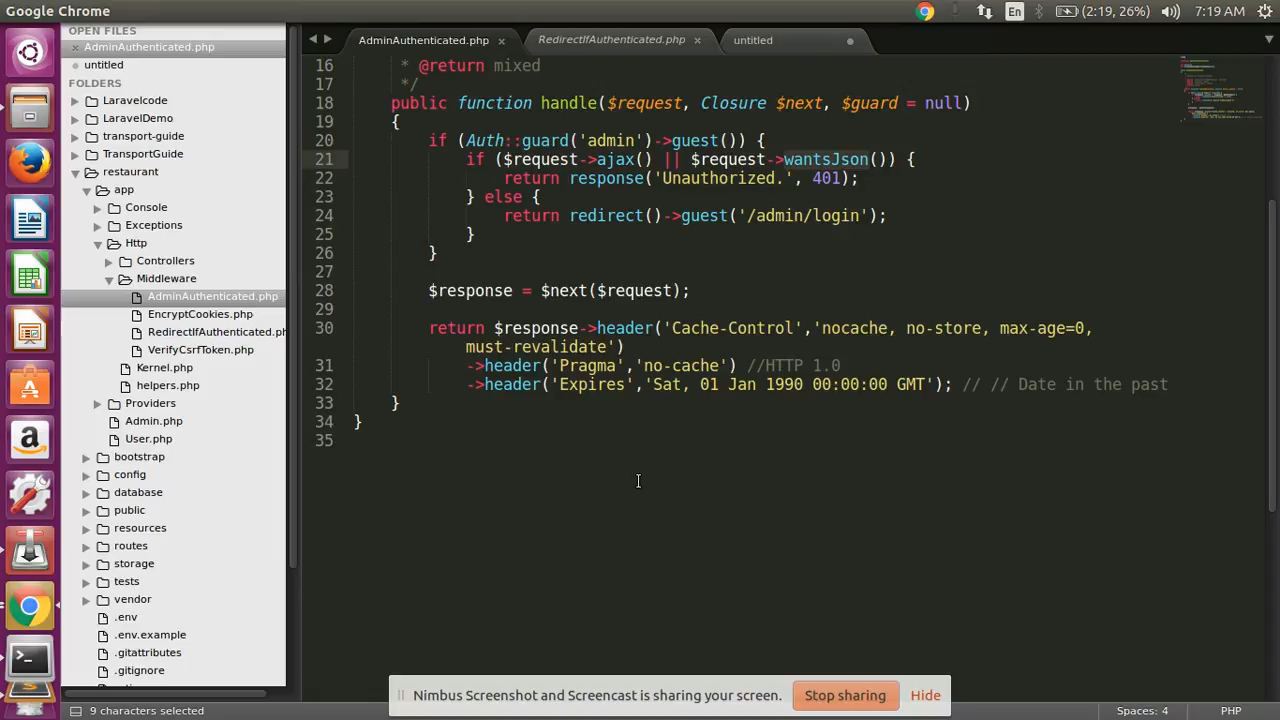 Google Chrome
En
(2:19, 26%)
7:19 AM
OPEN FILES
AdminAuthenticated.php
untitled
FOLDERS
Laravelcode
LaravelDemo
transport-guide
TransportGuide
restaurant
app
Console
Exceptions
Http
Controllers
Middleware
AdminAuthenticated.php
EncryptCookies.php
RedirectIfAuthenticated.ph
VerifyCsrfToken.php
Kernel.php
helpers.php
Providers
Admin.php
User.php
bootstrap
config
database
public
resources
routes
storage
tests
vendor
.env
.env.example
.gitattributes
.gitignore
AdminAuthenticated.php
RedirectIfAuthenticated.php
untitled
16 * @return mixed
17 */
18 public function handle($request, Closure $next, $guard = null)
19 {
20 if (Auth::guard('admin')->guest()) {
21 if ($request->ajax() || $request->wantsJson()) {
22 return response('Unauthorized.', 401);
23 } else {
24 return redirect()->guest('/admin/login');
25 }
26 }
27
28 $response = $next($request);
29
30 return $response->header('Cache-Control','nocache, no-store, max-age=0,
must-revalidate')
31 ->header('Pragma','no-cache') //HTTP 1.0
32 ->header('Expires','Sat, 01 Jan 1990 00:00:00 GMT'); // // Date in the past
33 }
34 }
35
Nimbus Screenshot and Screencast is sharing your screen.
Stop sharing
Hide
9 characters selected
Spaces: 4
PHP